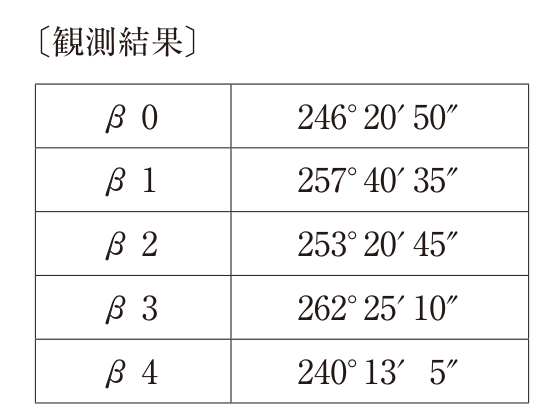 〔観測結果〕
β 0 246° 20′ 50″
β 1 257° 40′ 35″
β 2 253° 20′ 45″
β 3 262° 25′ 10″
β 4 240° 13′ 5″